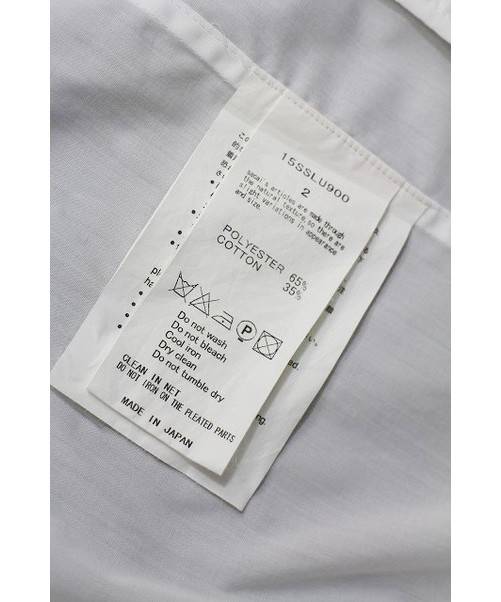 15SSLU900
2
sacai's articles are made through
the natural texture, so there are
slight variations in appearance
and size.
POLYESTER 65%
COTTON 35%
P
Do not wash
Do not bleach
Cool iron
Dry clean
Do not tumble dry
CLEAN IN NET
DO NOT IRON ON THE PLEATED PARTS
MADE IN JAPAN